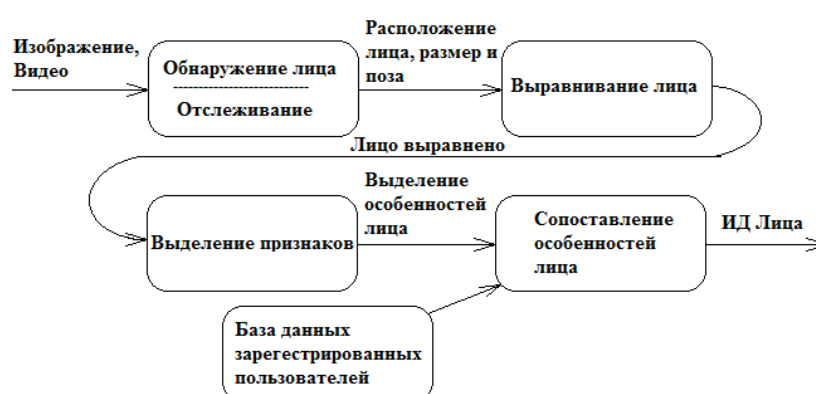 Изображение,
Видео
Обнаружение лица
Отслеживание
Расположение
лица, размер и
поза
Выравнивание лица
Лицо выравнено
Выделение признаков
Выделение
особенностей
лица
Сопоставление
особенностей
лица
ИД Лица
База данных
зарегестрированных
пользователей